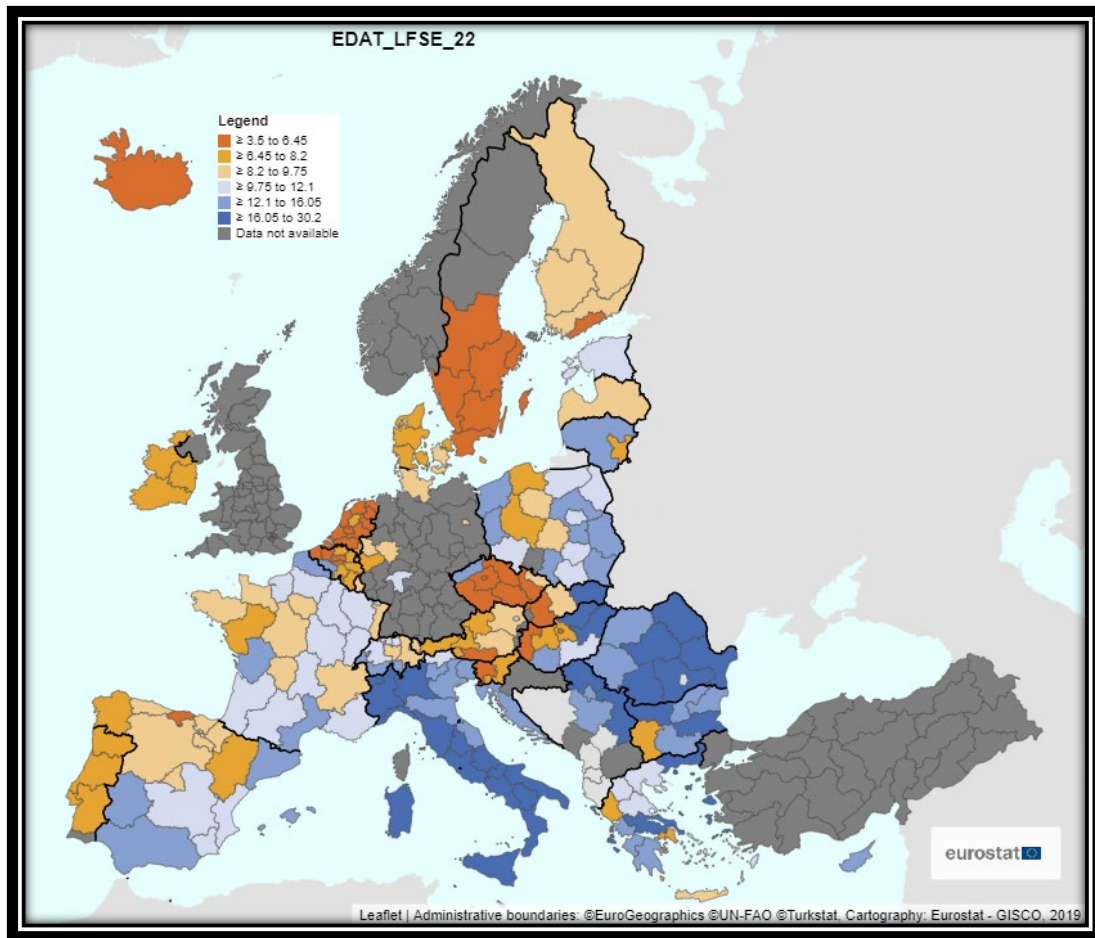 EDAT_LFSE_22
Legend
≥ 3.5 to 6.45
≥ 6.45 to 8.2
≥ 8.2 to 9.75
≥ 9.75 to 12.1
≥ 12.1 to 16.05
≥ 16.05 to 30.2
Data not available
eurostat
Leaflet | Administrative boundaries: ©EuroGeographics ©UN-FAO ©Turkstat, Cartography: Eurostat - GISCO, 2019